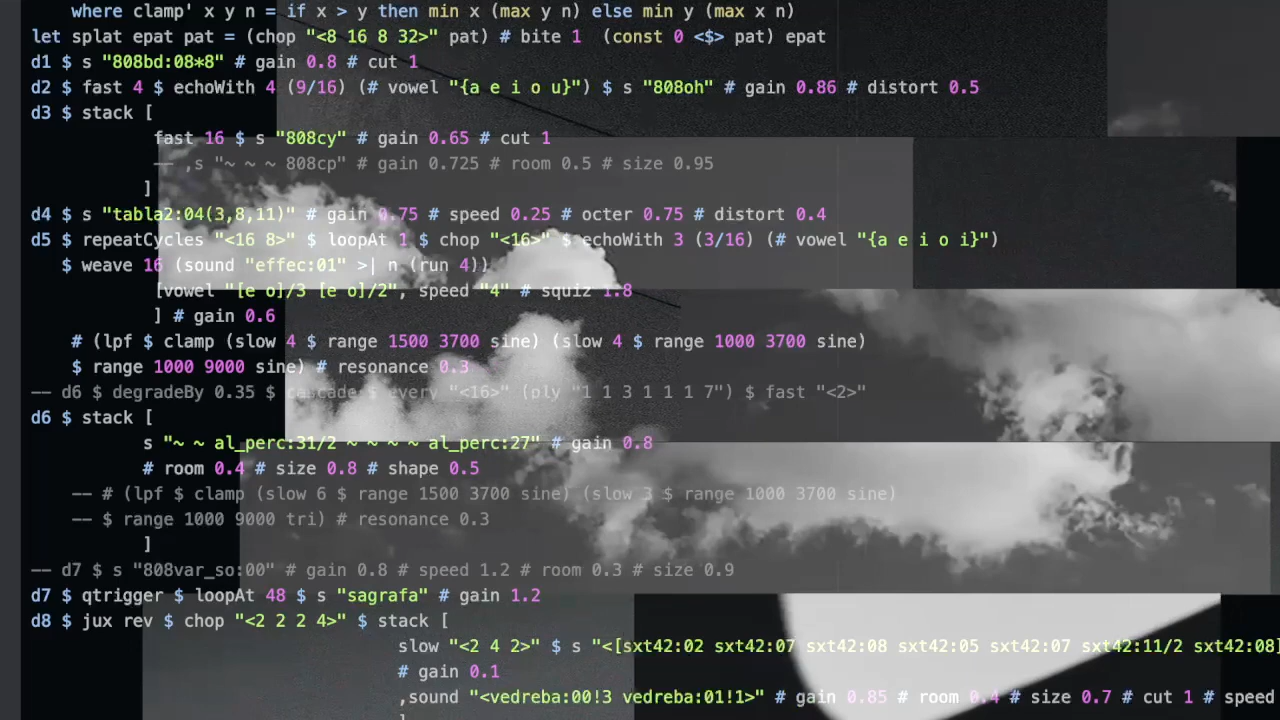 where clamp' x y n = if x > y then min x (max y n) else min y (max x n)
let splat epat pat = (chop "<8 16 8 32>" pat) # bite 1  (const 0 <$> pat) epat
d1 $ s "808bd:08*8" # gain 0.8 # cut 1
d2 $ fast 4 $ echoWith 4 (9/16) (# vowel "{a e i o u}") $ s "808oh" # gain 0.86 # distort 0.5
d3 $ stack [
fast 16 $ s "808cy" # gain 0.65 # cut 1
-- ,s "~ ~ ~ 808cp" # gain 0.725 # room 0.5 # size 0.95
]
d4 $ s "tabla2:04(3,8,11)" # gain 0.75 # speed 0.25 # octer 0.75 # distort 0.4
d5 $ repeatCycles "<16 8>" $ loopAt 1 $ chop "<16>" $ echoWith 3 (3/16) (# vowel "{a e i o i}")
$ weave 16 (sound "effec:01" >| n (run 4))
[vowel "[e o]/3 [e o]/2", speed "4" # squiz 1.8
] # gain 0.6
# (lpf $ clamp (slow 4 $ range 1500 3700 sine) (slow 4 $ range 1000 3700 sine)
$ range 1000 9000 sine) # resonance 0.3
-- d6 $ degradeBy 0.35 $ cascade $ every "<16>" (ply "1 1 3 1 1 1 7") $ fast "<2>"
d6 $ stack [
s "~ ~ al_perc:31/2 ~ ~ ~ ~ al_perc:27" # gain 0.8
# room 0.4 # size 0.8 # shape 0.5
-- # (lpf $ clamp (slow 6 $ range 1500 3700 sine) (slow 3 $ range 1000 3700 sine)
-- $ range 1000 9000 tri) # resonance 0.3
]
-- d7 $ s "808var_so:00" # gain 0.8 # speed 1.2 # room 0.3 # size 0.9
d7 $ qtrigger $ loopAt 48 $ s "sagrafa" # gain 1.2
d8 $ jux rev $ chop "<2 2 2 4>" $ stack [
slow "<2 4 2>" $ s "<[sxt42:02 sxt42:07 sxt42:08 sxt42:05 sxt42:07 sxt42:11/2 sxt42:08]
# gain 0.1
,sound "<vedreba:00!3 vedreba:01!1>" # gain 0.85 # room 0.4 # size 0.7 # cut 1 # speed
]